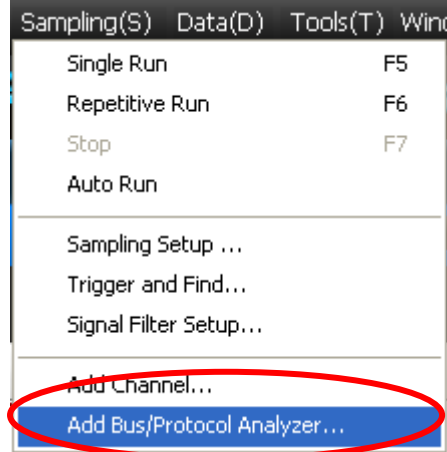 Sampling(S) Data(D) Tools(T)
Single Run F5
Repetitive Run F6
Stop F7
Auto Run
Sampling Setup ...
Trigger and Find...
Signal Filter Setup...
Add Channel...
Add Bus/Protocol Analyzer...